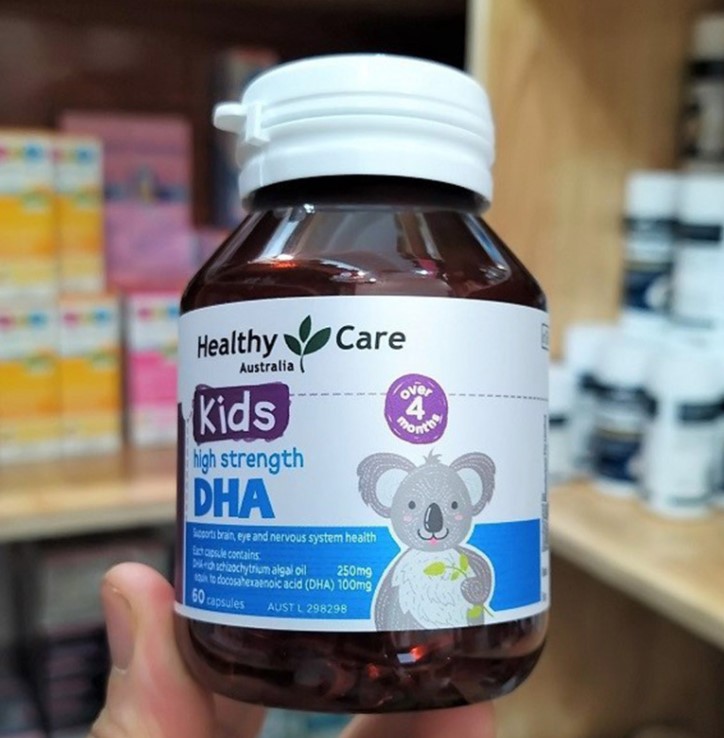 Healthy Care
Australia
Kids
over
4
months
high strength
DHA
Supports brain, eye and nervous system health
Each capsule contains:
DHA-rich schizochytrium algal oil 250mg
equiv. to docosahexaenoic acid (DHA) 100mg
60 capsules AUST L 298298